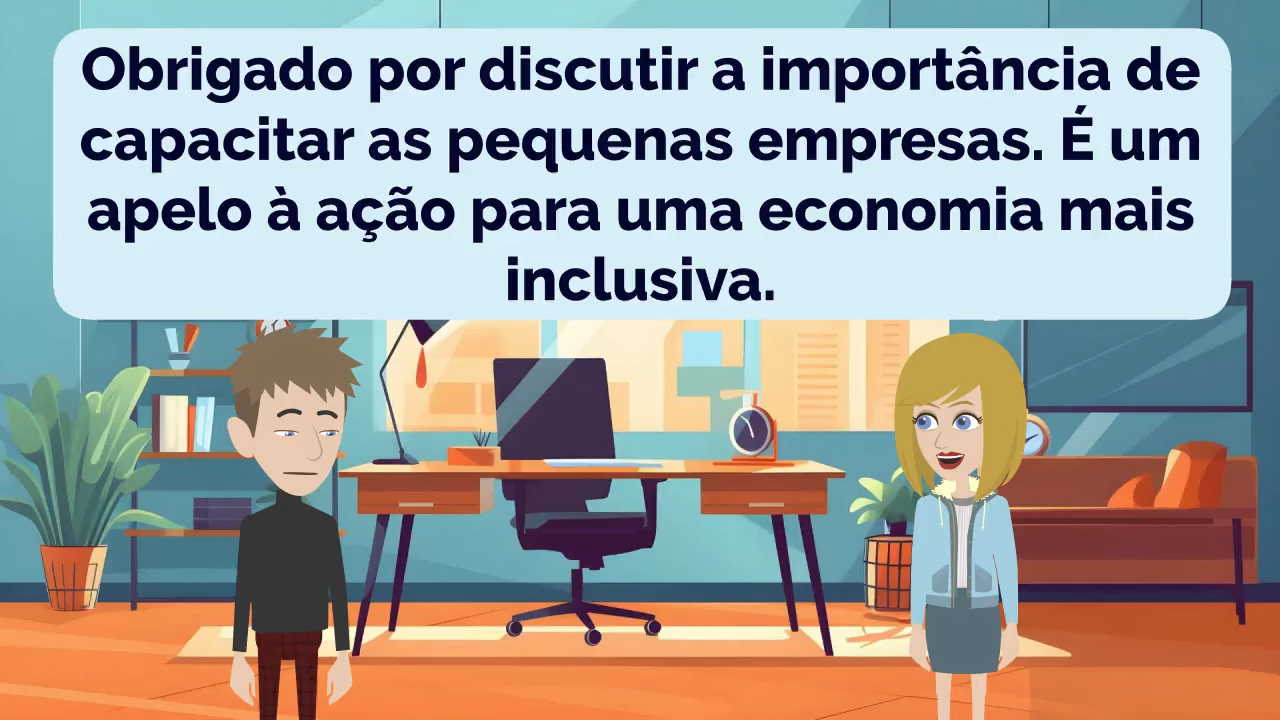 Obrigado por discutir a importância de
capacitar as pequenas empresas. É um
apelo à ação para uma economia mais
inclusiva.